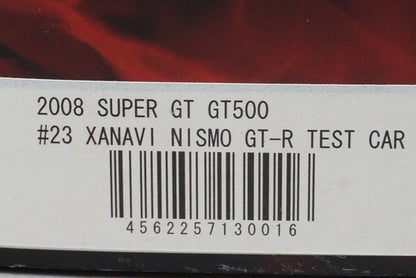 2008 SUPER GT GT500
#23 XANAVI NISMO GT-R TEST CAR
4562257130016